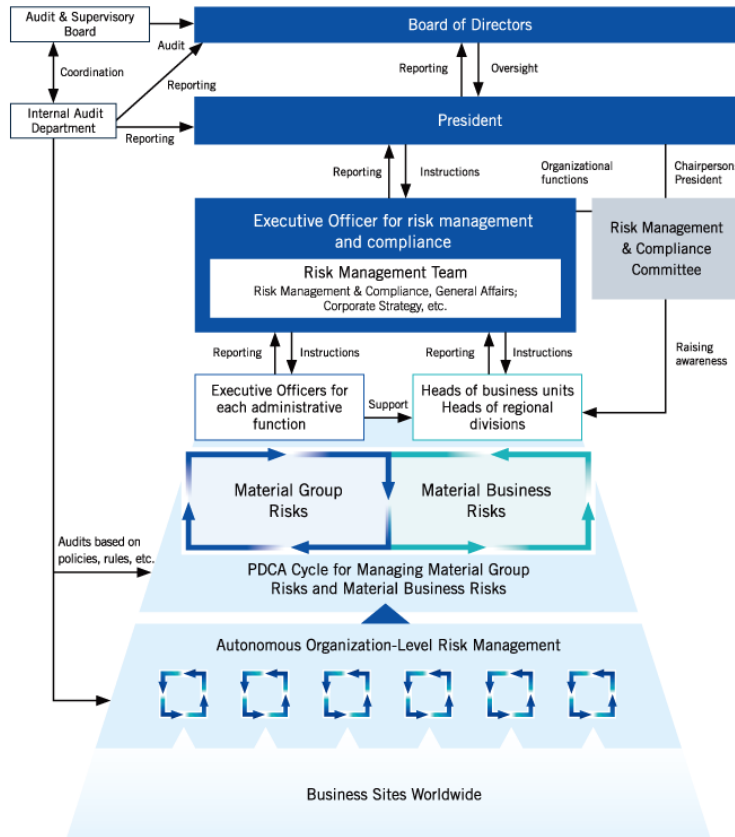 Audit & Supervisory
Board
Board of Directors
Audit
Coordination
Reporting
Reporting
Oversight
Internal Audit
Department
President
Reporting
Reporting
Instructions
Organizational
functions
Chairperson:
President
Executive Officer for risk management
and compliance
Risk Management
& Compliance
Committee
Risk Management Team
Risk Management & Compliance, General Affairs;
Corporate Strategy, etc.
Reporting
Instructions
Reporting
Instructions
Raising
awareness
Executive Officers for
each administrative
function
Support
Heads of business units
Heads of regional
divisions
Material Group
Risks
Material Business
Risks
Audits based on
policies, rules, etc.
PDCA Cycle for Managing Material Group
Risks and Material Business Risks
Autonomous Organization-Level Risk Management
Business Sites Worldwide